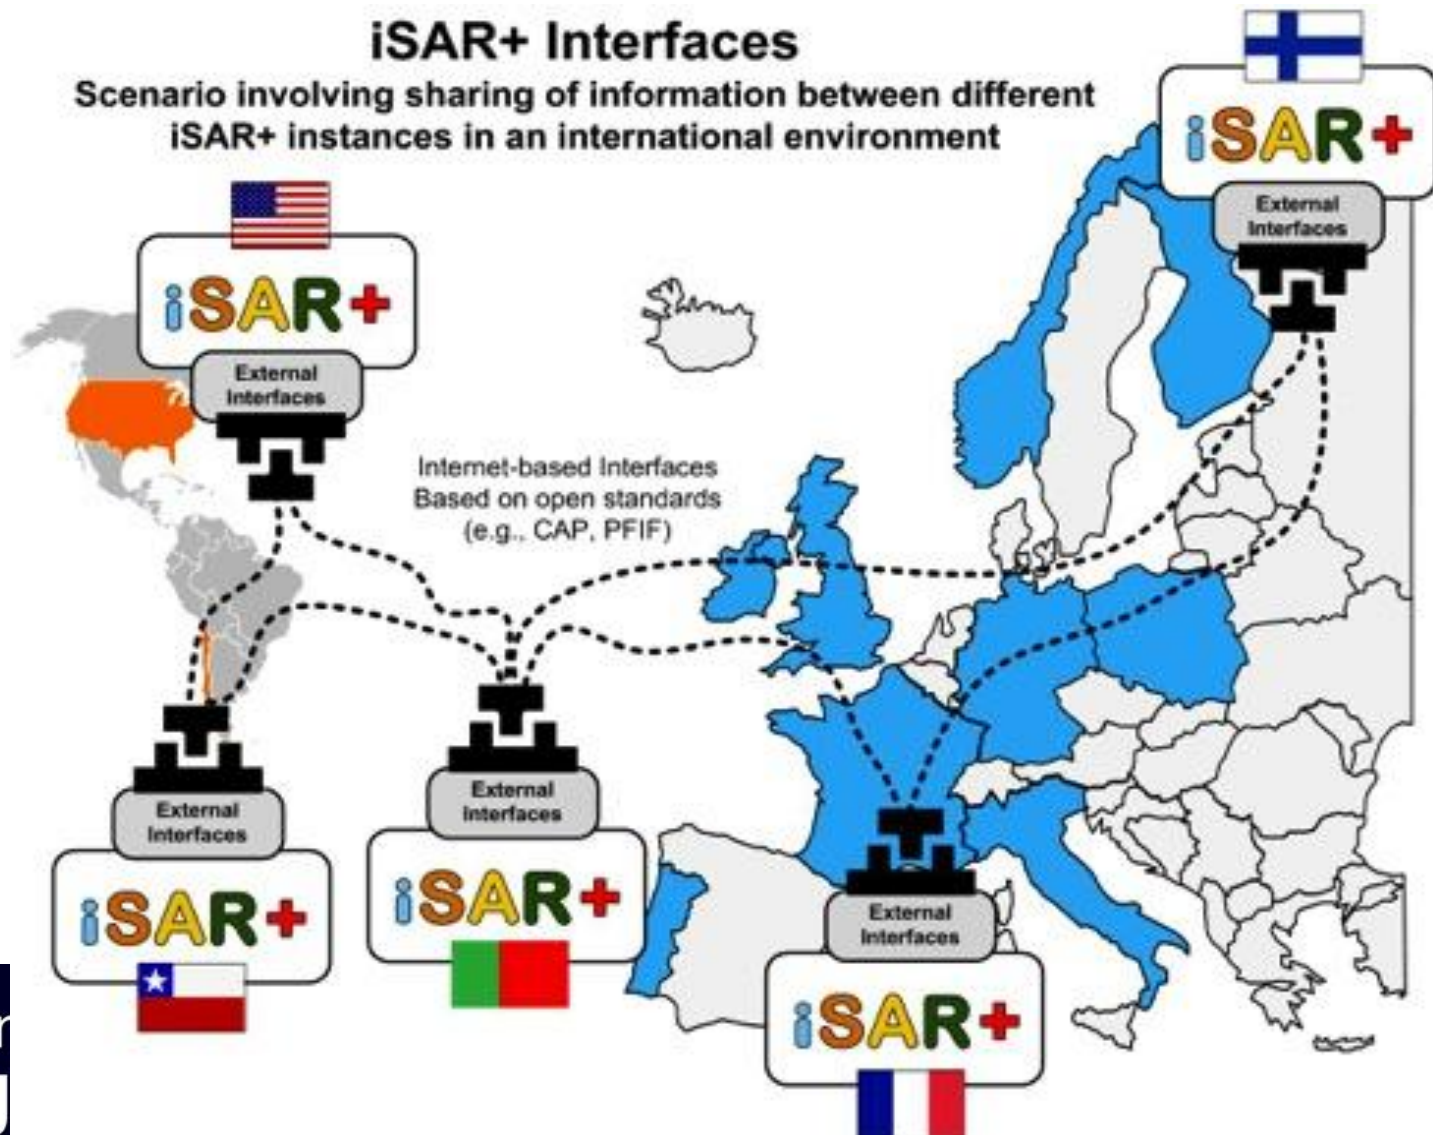 iSAR+ Interfaces
Scenario involving sharing of information between different
iSAR+ instances in an international environment
iSAR+
External
Interfaces
iSAR+
External
Interfaces
Internet-based Interfaces
Based on open standards
(e.g., CAP, PFIF)
External
Interfaces
iSAR+
External
Interfaces
iSAR+
External
Interfaces
iSAR+